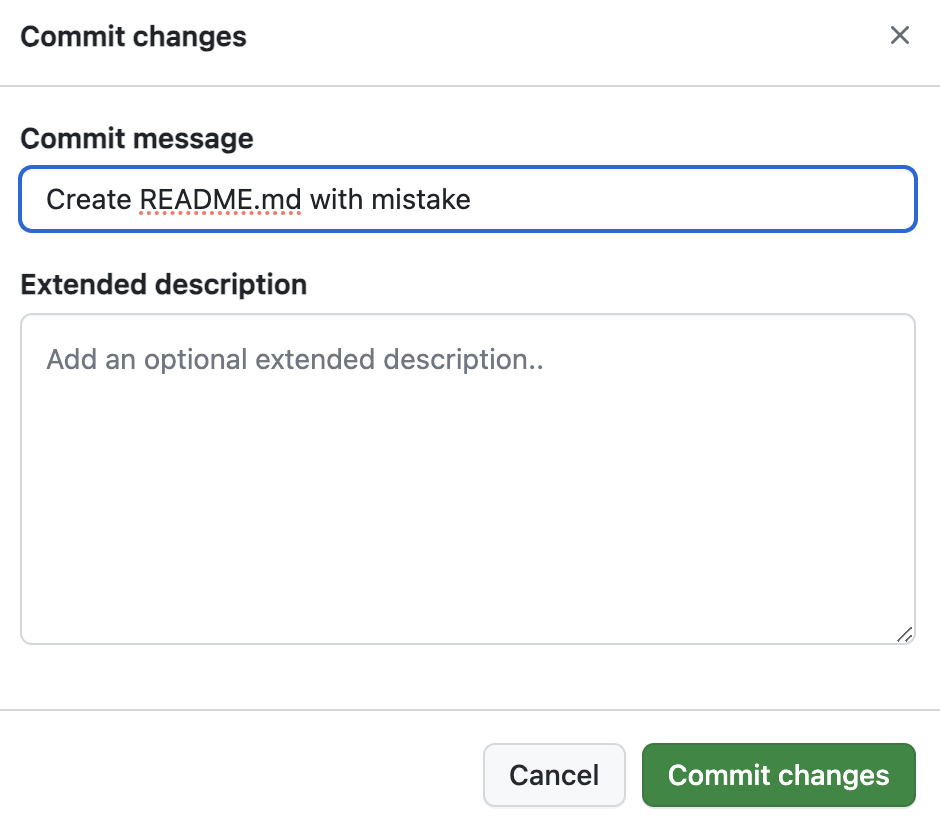 Commit changes
Commit message
Create README.md with mistake
Extended description
Add an optional extended description..
Cancel
Commit changes